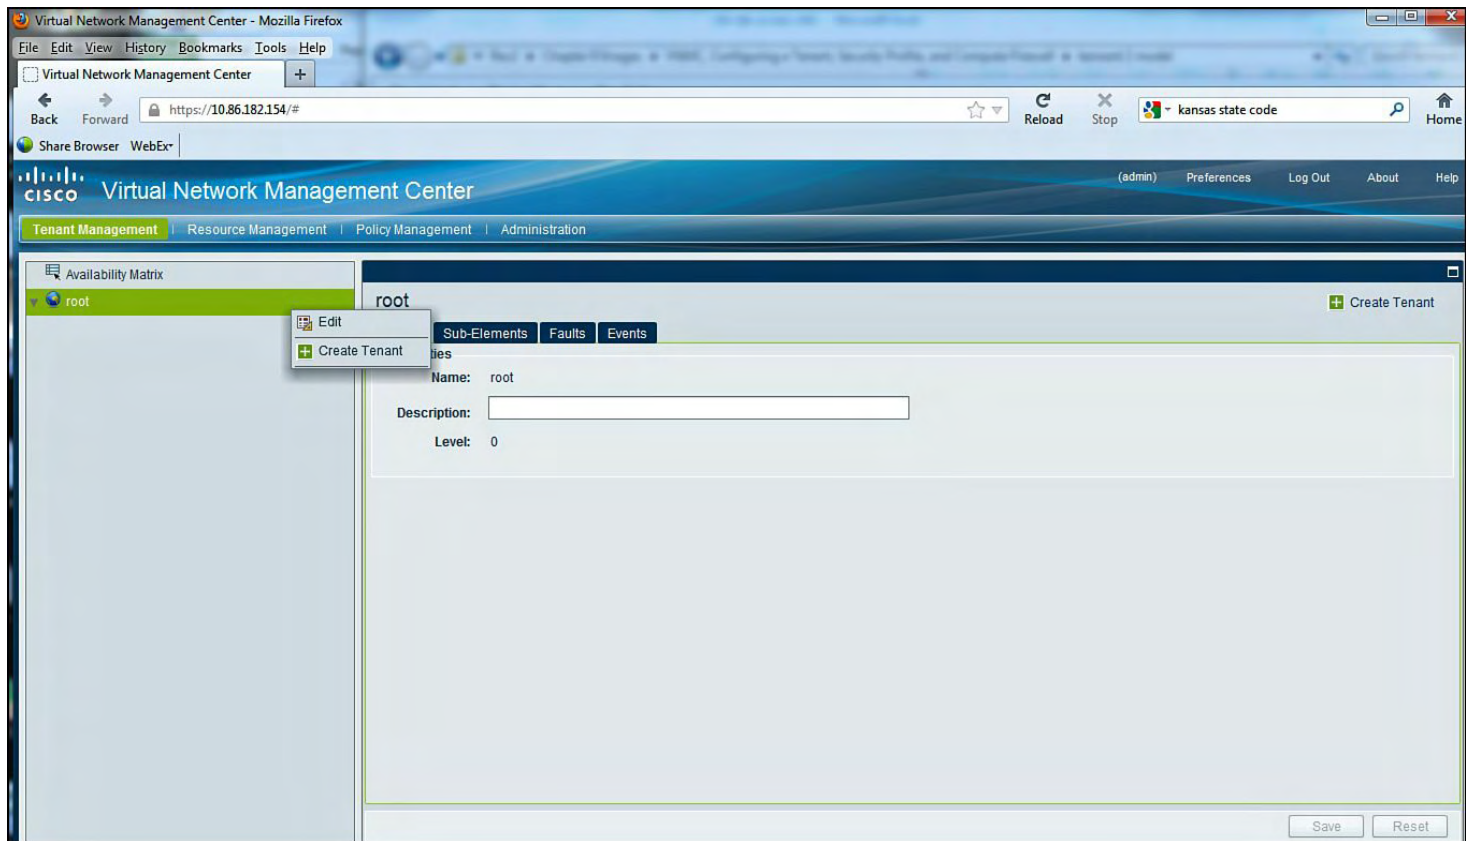 Virtual Network Management Center - Mozilla Firefox
File Edit View History Bookmarks Tools Help
Virtual Network Management Center +
Back Forward https://10.86.182.154/# Reload Stop kansas state code Home
Share Browser WebEx
CISCO Virtual Network Management Center (admin) Preferences Log Out About Help
Tenant Management | Resource Management | Policy Management | Administration
Availability Matrix
root
root Create Tenant
Edit
Create Tenant
Sub-Elements Faults Events
ties
Name: root
Description:
Level: 0
Save Reset